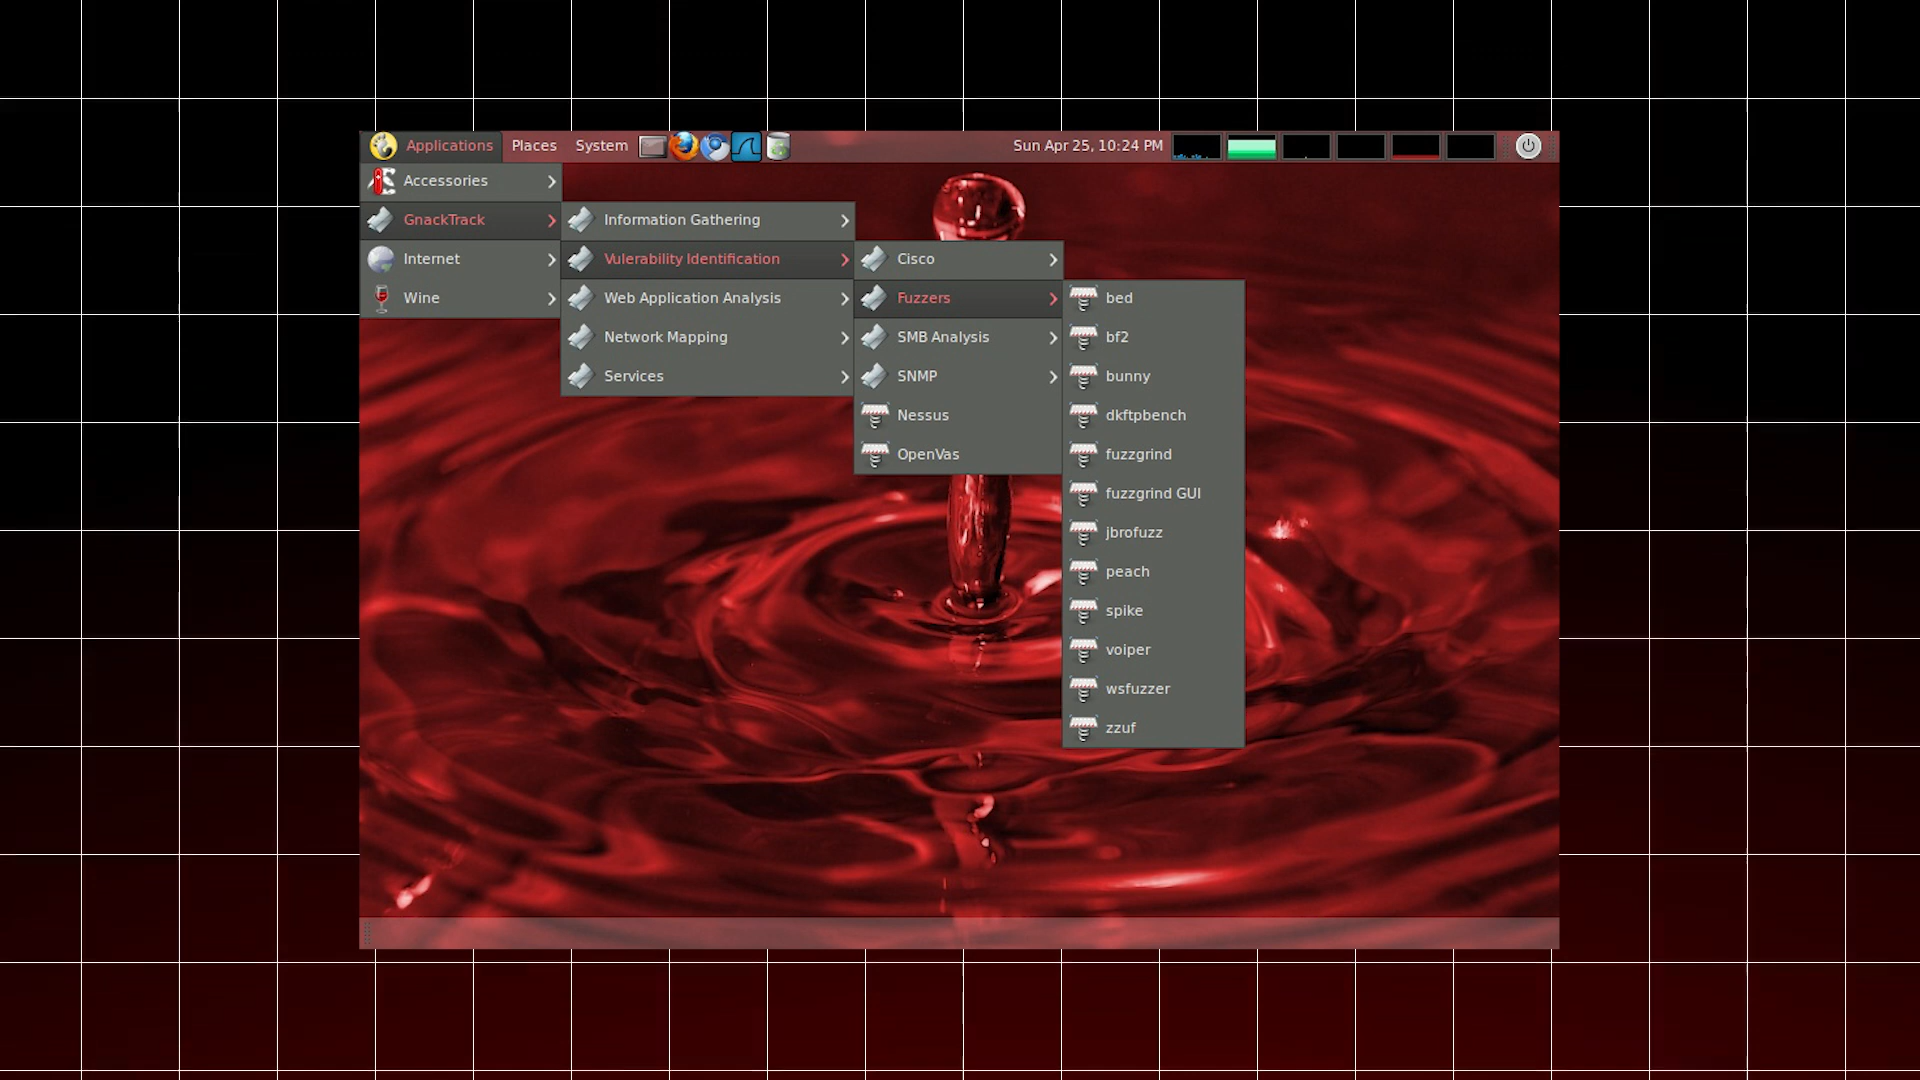 Applications Places System Sun Apr 25, 10:24 PM
Accessories
GnackTrack
Internet
Wine
Information Gathering
Vulerability Identification
Web Application Analysis
Network Mapping
Services
Cisco
Fuzzers
SMB Analysis
SNMP
Nessus
OpenVas
bed
bf2
bunny
dkftpbench
fuzzgrind
fuzzgrind GUI
jbrofuzz
peach
spike
voiper
wsfuzzer
zzuf